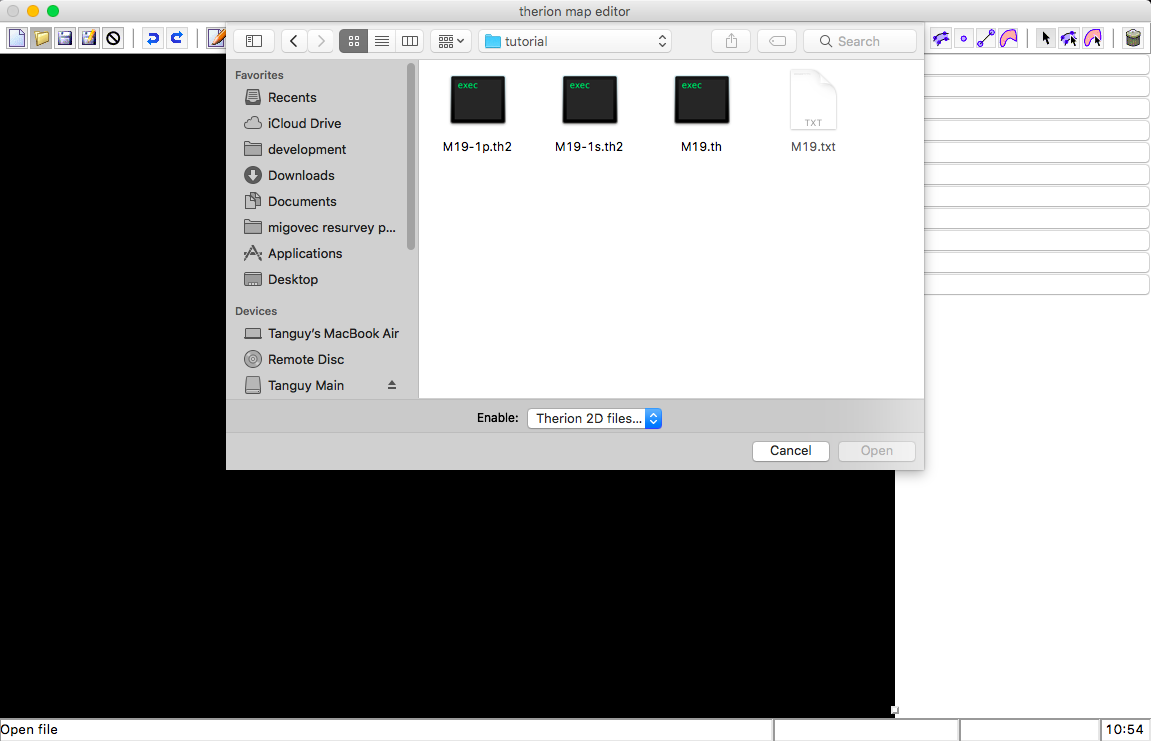 therion map editor
tutorial
Search
Favorites
Recents
iCloud Drive
development
Downloads
Documents
migovec resurvey p...
Applications
Desktop
Devices
Tanguy's MacBook Air
Remote Disc
Tanguy Main
exec
exec
exec
TXT
M19-1p.th2
M19-1s.th2
M19.th
M19.txt
Enable:
Therion 2D files...
Cancel
Open
Open file
10:54